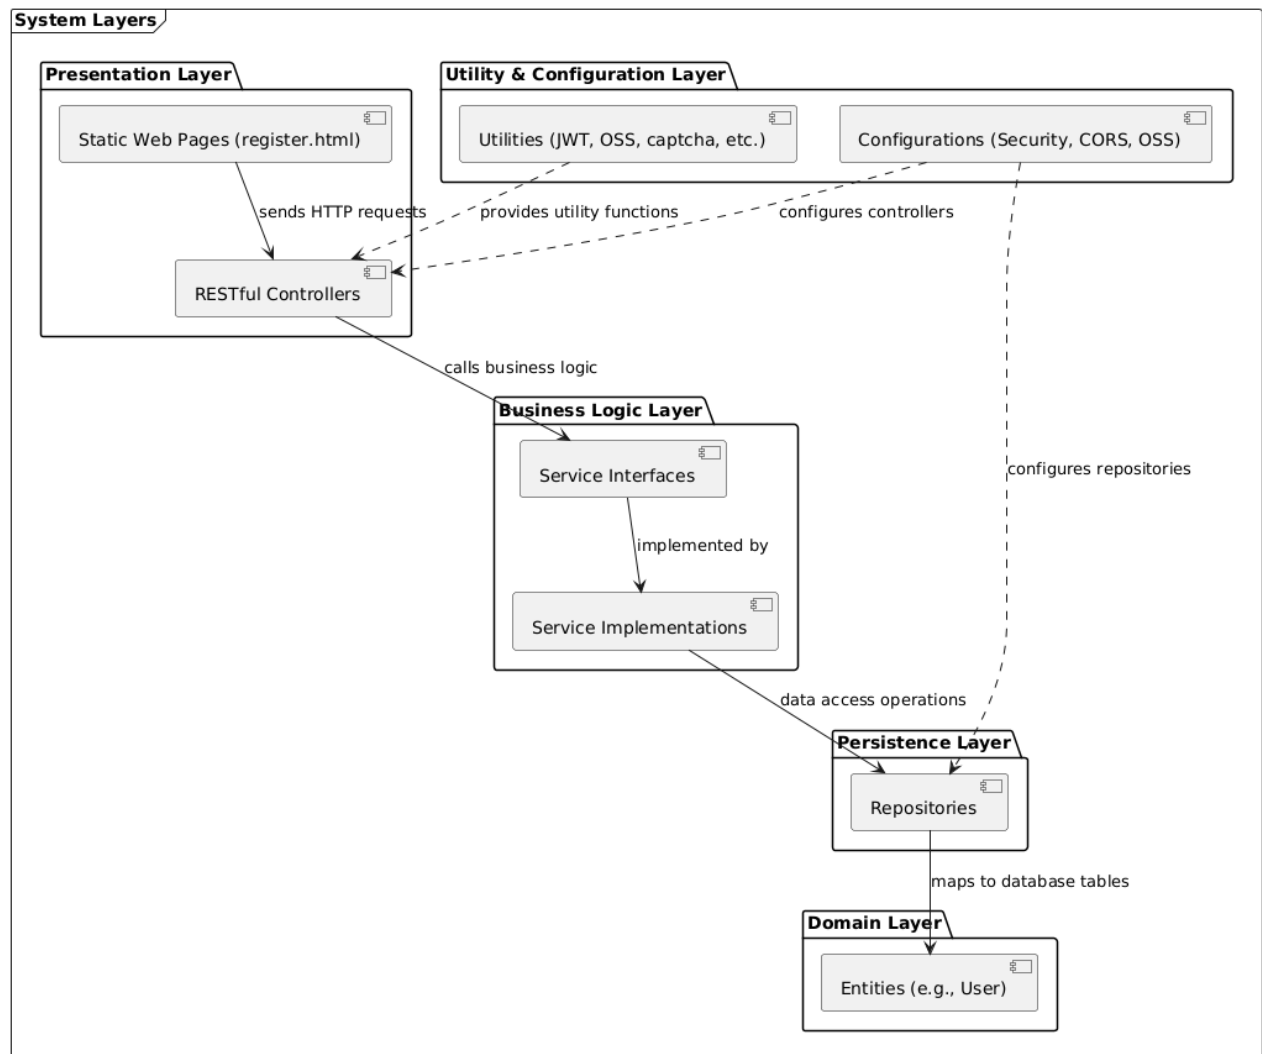 System Layers
Presentation Layer
Utility & Configuration Layer
Static Web Pages (register.html)
Utilities (JWT, OSS, captcha, etc.)
Configurations (Security, CORS, OSS)
sends HTTP requests
provides utility functions
configures controllers
RESTful Controllers
calls business logic
Business Logic Layer
Service Interfaces
configures repositories
implemented by
Service Implementations
data access operations
Persistence Layer
Repositories
maps to database tables
Domain Layer
Entities (e.g., User)